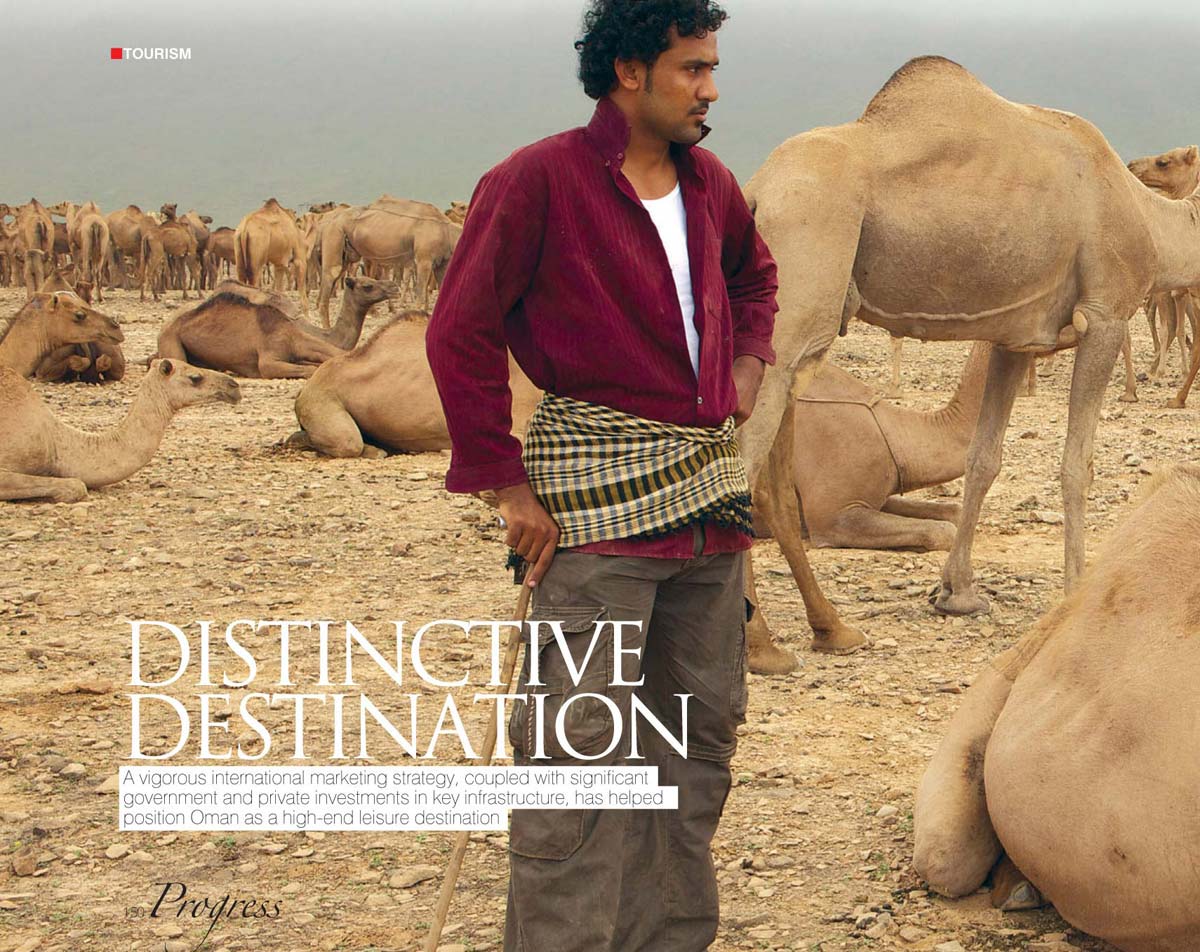 TOURISM
DISTINCTIVE
DESTINATION
A vigorous international marketing strategy, coupled with significant
government and private investments in key infrastructure, has helped
position Oman as a high-end leisure destination
Progress